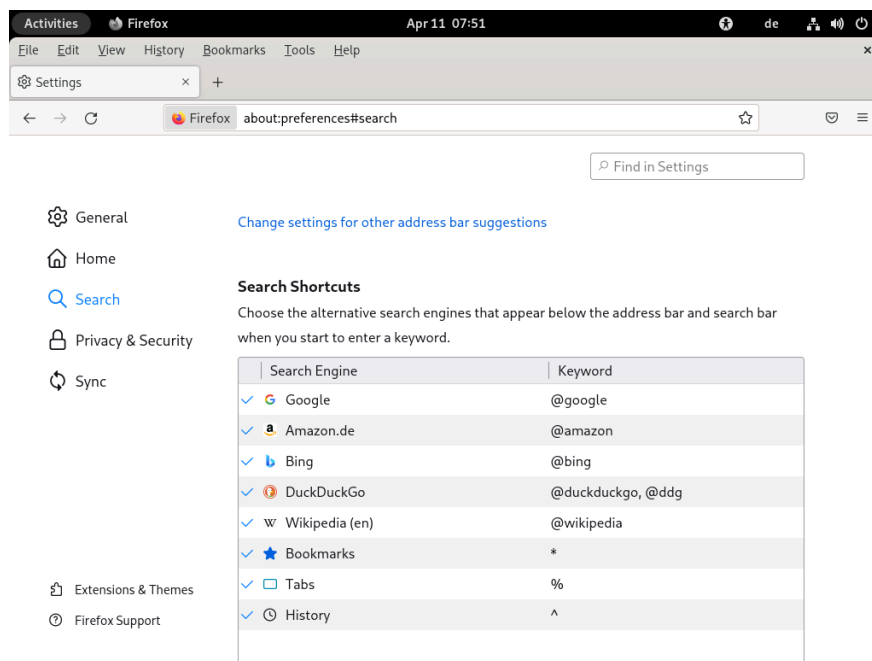 Activities Firefox Apr 11 07:51 de
File Edit View History Bookmarks Tools Help
Settings
Firefox about:preferences#search
Find in Settings
General
Change settings for other address bar suggestions
Home
Search Shortcuts
Search
Choose the alternative search engines that appear below the address bar and search bar
when you start to enter a keyword.
Privacy & Security
Sync
Search Engine Keyword
Google @google
Amazon.de @amazon
Bing @bing
DuckDuckGo @duckduckgo, @ddg
Wikipedia (en) @wikipedia
Bookmarks *
Tabs %
History ^
Extensions & Themes
Firefox Support